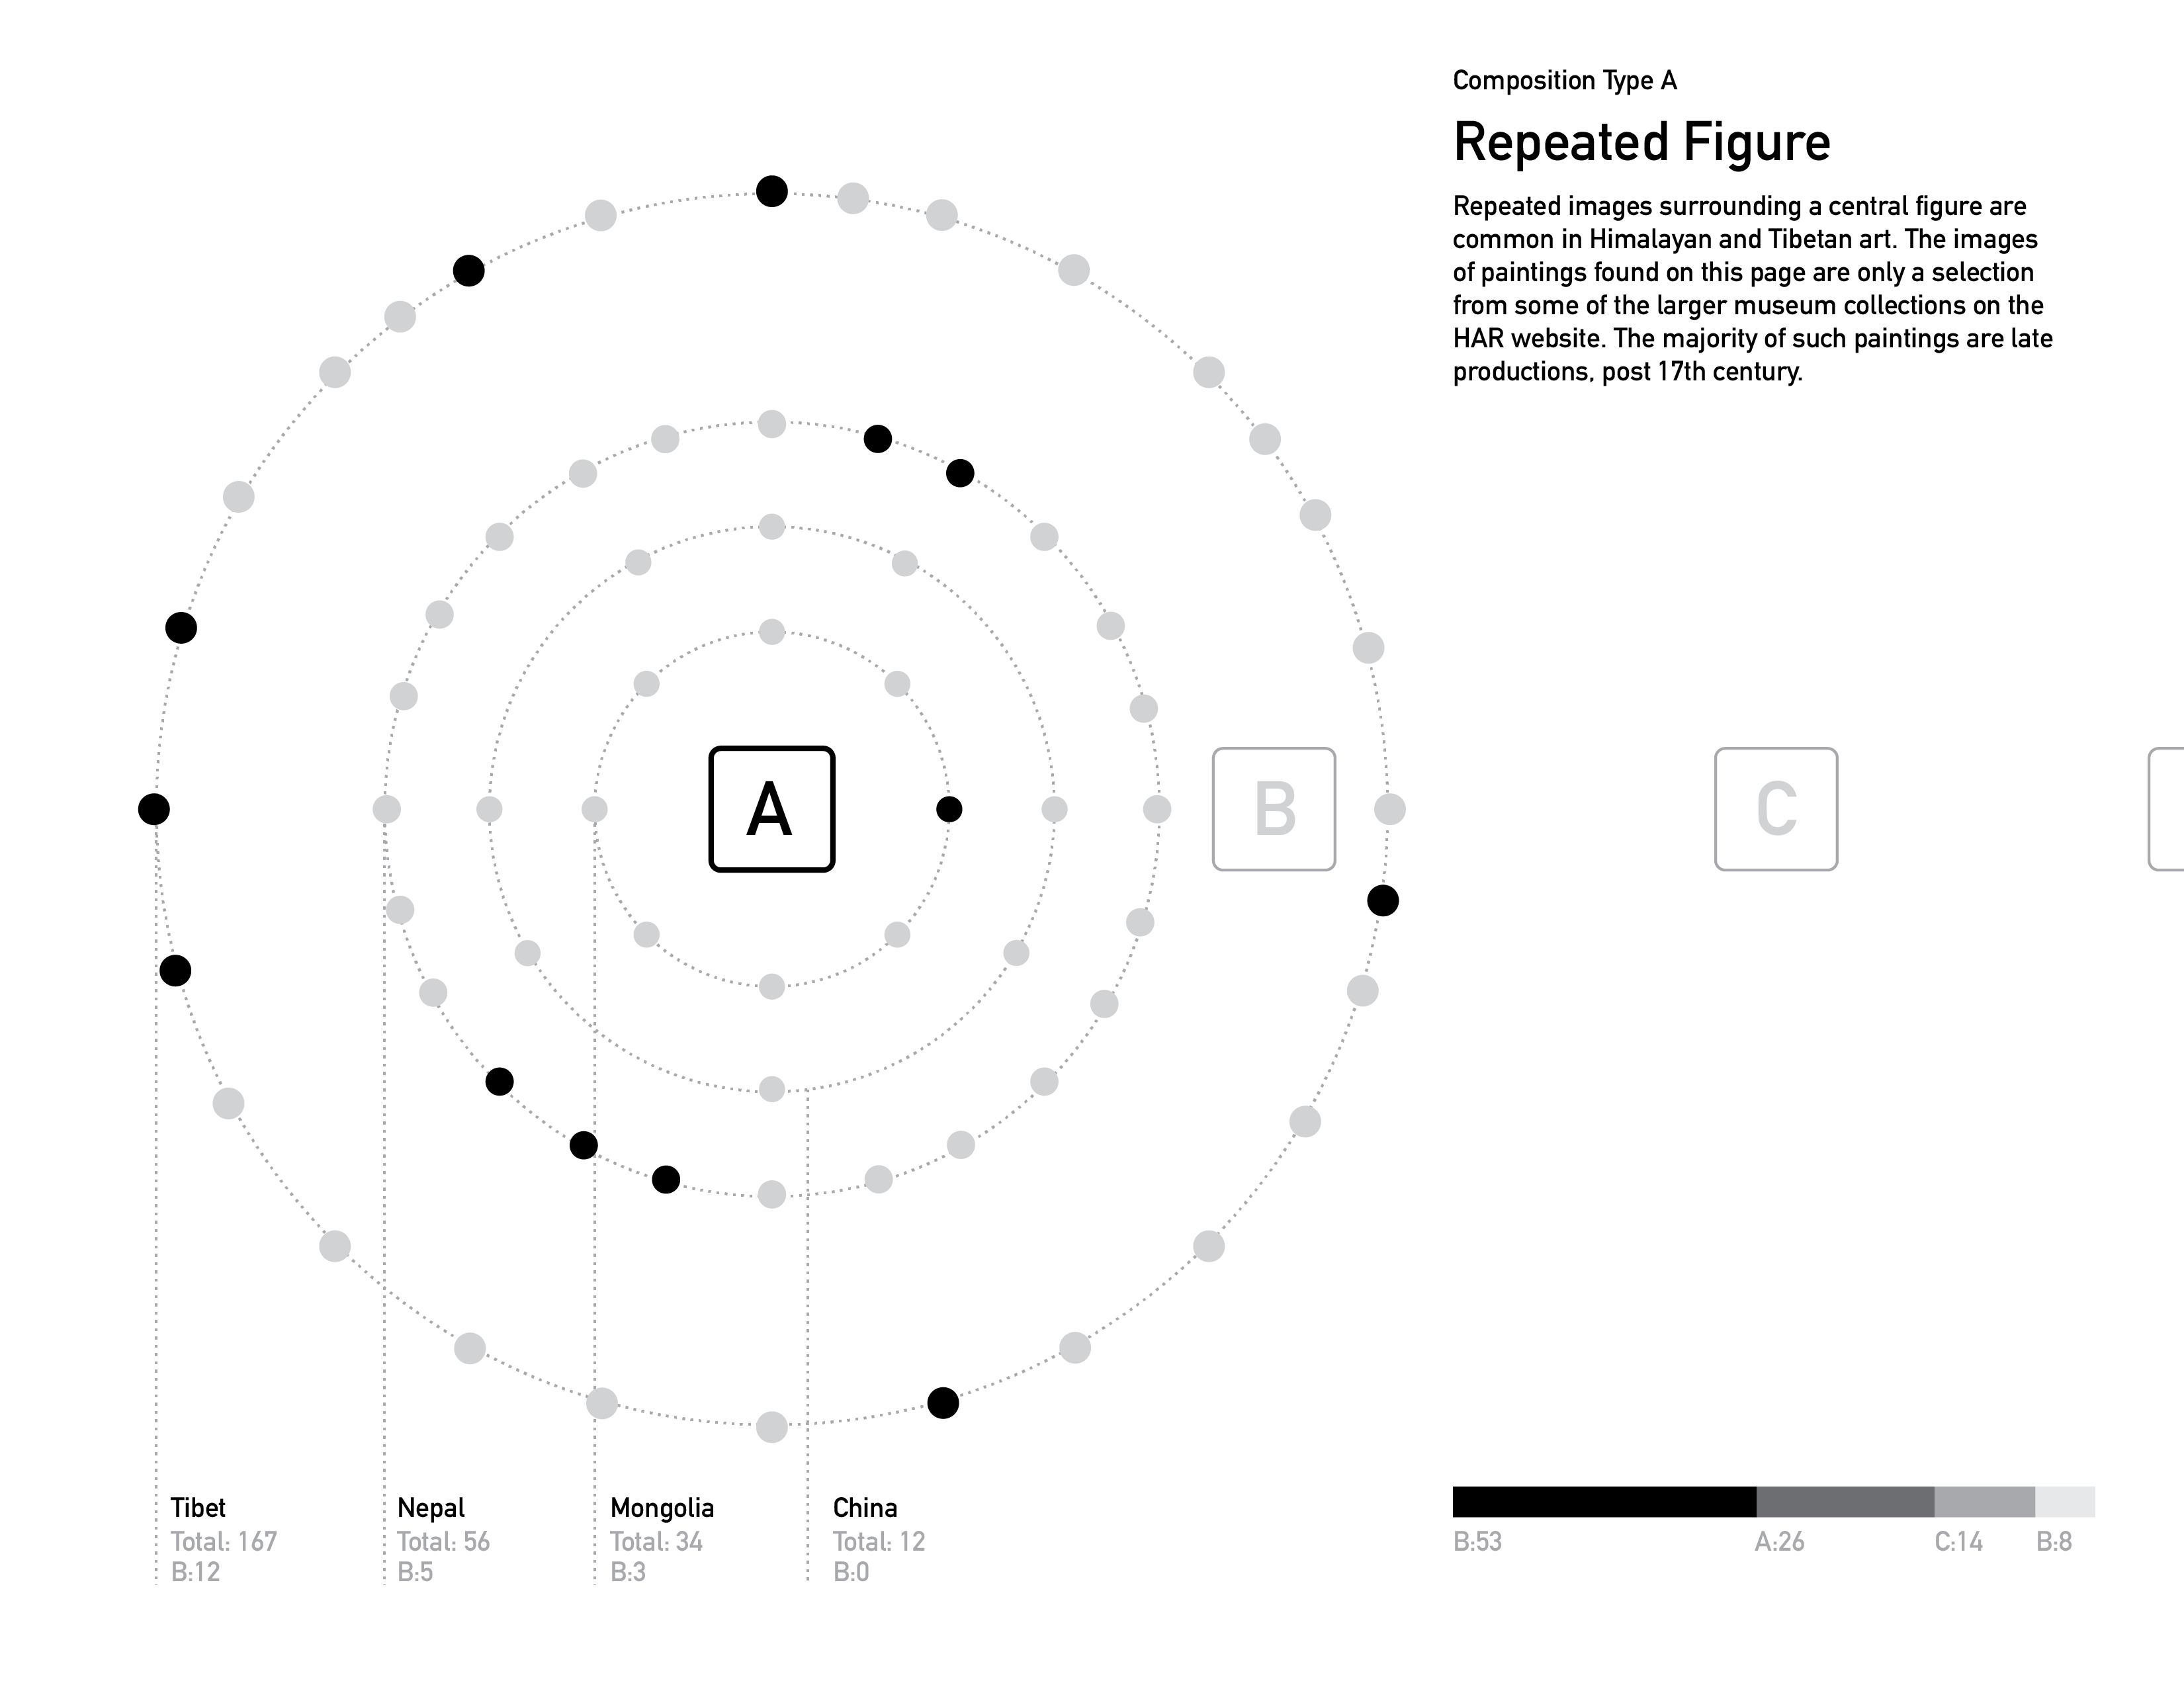 Composition Type A
Repeated Figure
Repeated images surrounding a central figure are
common in Himalayan and Tibetan art. The images
of paintings found on this page are only a selection
from some of the larger museum collections on the
HAR website. The majority of such paintings are late
productions, post 17th century.
A
B
C
Tibet
Total: 167
B:12
Nepal
Total: 56
B:5
Mongolia
Total: 34
B:3
China
Total: 12
B:0
B:53
A:26
C:14
B:8